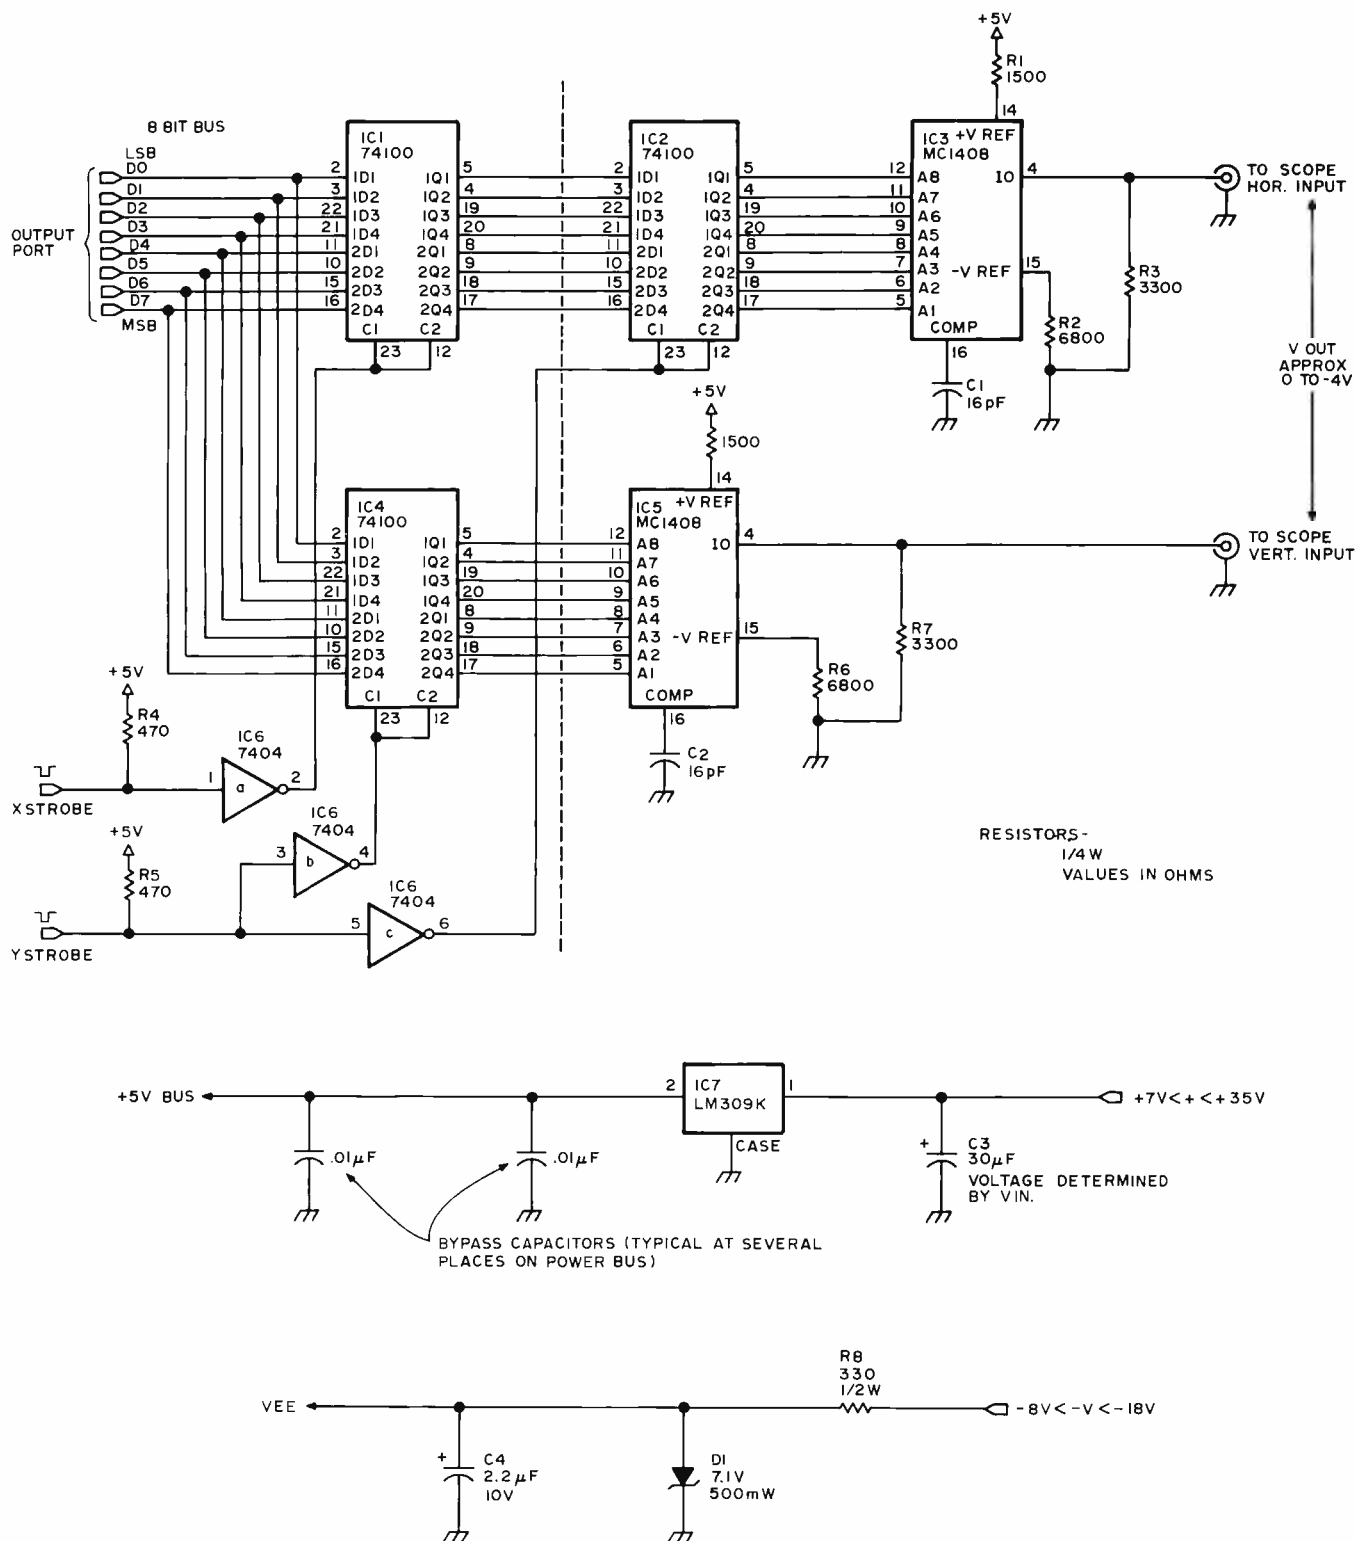 +5V
R1
1500
14
8 BIT BUS
LSB
D0
D1
D2
D3
D4
D5
D6
D7
MSB
OUTPUT
PORT
IC1
74100
2 1D1 1Q1 5
3 1D2 1Q2 4
22 1D3 1Q3 19
21 1D4 1Q4 20
11 2D1 2Q1 8
10 2D2 2Q2 9
15 2D3 2Q3 18
16 2D4 2Q4 17
C1 C2
23 12
IC2
74100
2 1D1 1Q1 5
3 1D2 1Q2 4
22 1D3 1Q3 19
21 1D4 1Q4 20
11 2D1 2Q1 8
10 2D2 2Q2 9
15 2D3 2Q3 18
16 2D4 2Q4 17
C1 C2
23 12
IC3 +V REF
MC1408
12 A8 IO 4
11 A7
10 A6
9 A5
8 A4
7 A3 -V REF 15
6 A2
5 A1
COMP
16
C1
16pF
R2
6800
R3
3300
TO SCOPE
HOR. INPUT
V OUT
APPROX
0 TO -4V
+5V
1500
14
IC4
74100
2 1D1 1Q1 5
3 1D2 1Q2 4
22 1D3 1Q3 19
21 1D4 1Q4 20
11 2D1 2Q1 8
10 2D2 2Q2 9
15 2D3 2Q3 18
16 2D4 2Q4 17
C1 C2
23 12
IC5 +V REF
MC1408
12 A8 IO 4
11 A7
10 A6
9 A5
8 A4
7 A3 -V REF 15
6 A2
5 A1
COMP
16
C2
16pF
R6
6800
R7
3300
TO SCOPE
VERT. INPUT
+5V
R4
470
X STROBE
1 a 2
IC6
7404
+5V
R5
470
Y STROBE
IC6
7404
3 b 4
IC6
7404
5 c 6
RESISTORS-
1/4W
VALUES IN OHMS
+5V BUS
.01µF
.01µF
2 IC7 1
LM309K
CASE
+7V<+<+35V
+ C3
30µF
VOLTAGE DETERMINED
BY VIN.
BYPASS CAPACITORS (TYPICAL AT SEVERAL
PLACES ON POWER BUS)
VEE
R8
330
1/2W
-8V<-V<-18V
+ C4
2.2µF
10V
D1
7.1V
500mW